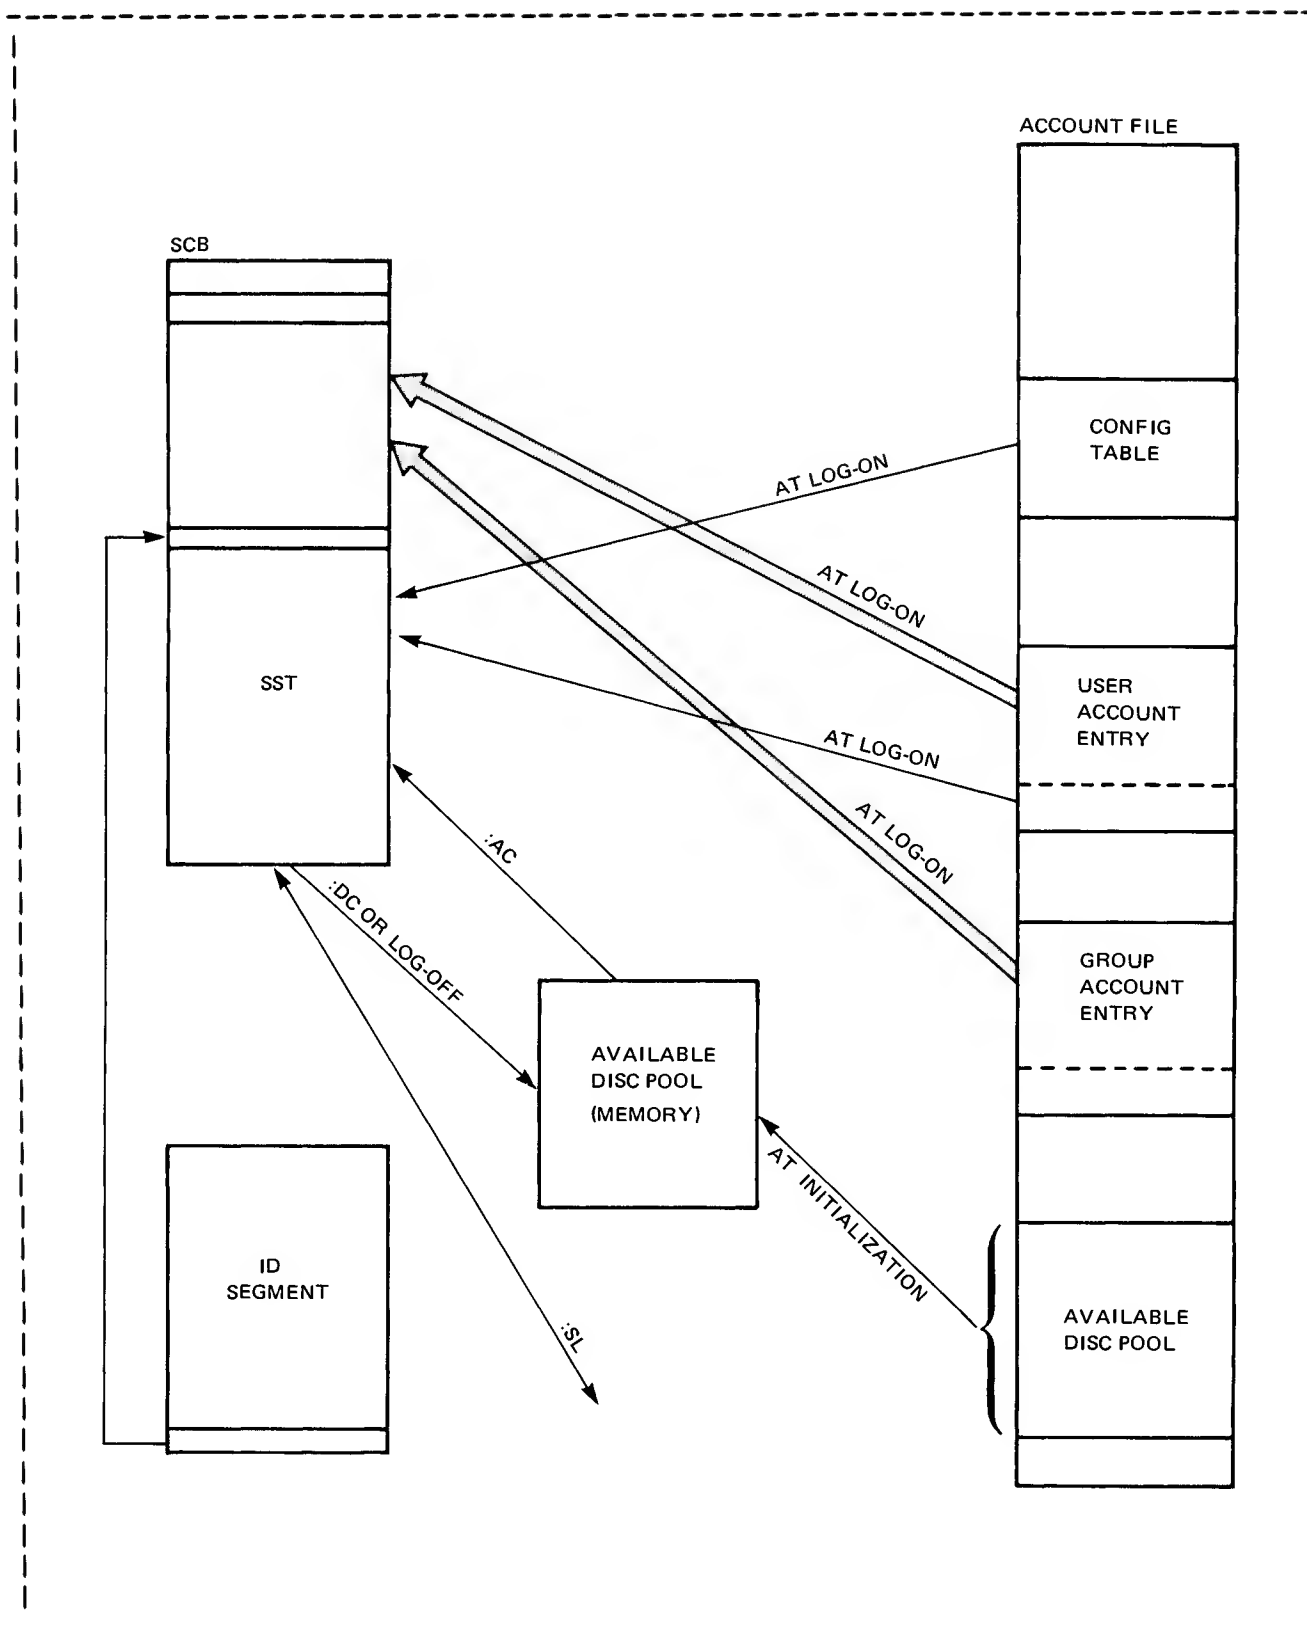 ACCOUNT FILE
SCB
CONFIG
TABLE
AT LOG-ON
AT LOG-ON
USER
ACCOUNT
ENTRY
SST
AT LOG-ON
AT LOG-ON
:AC
:DC OR LOG-OFF
GROUP
ACCOUNT
ENTRY
AVAILABLE
DISC POOL
(MEMORY)
AT INITIALIZATION
ID
SEGMENT
:SL
AVAILABLE
DISC POOL